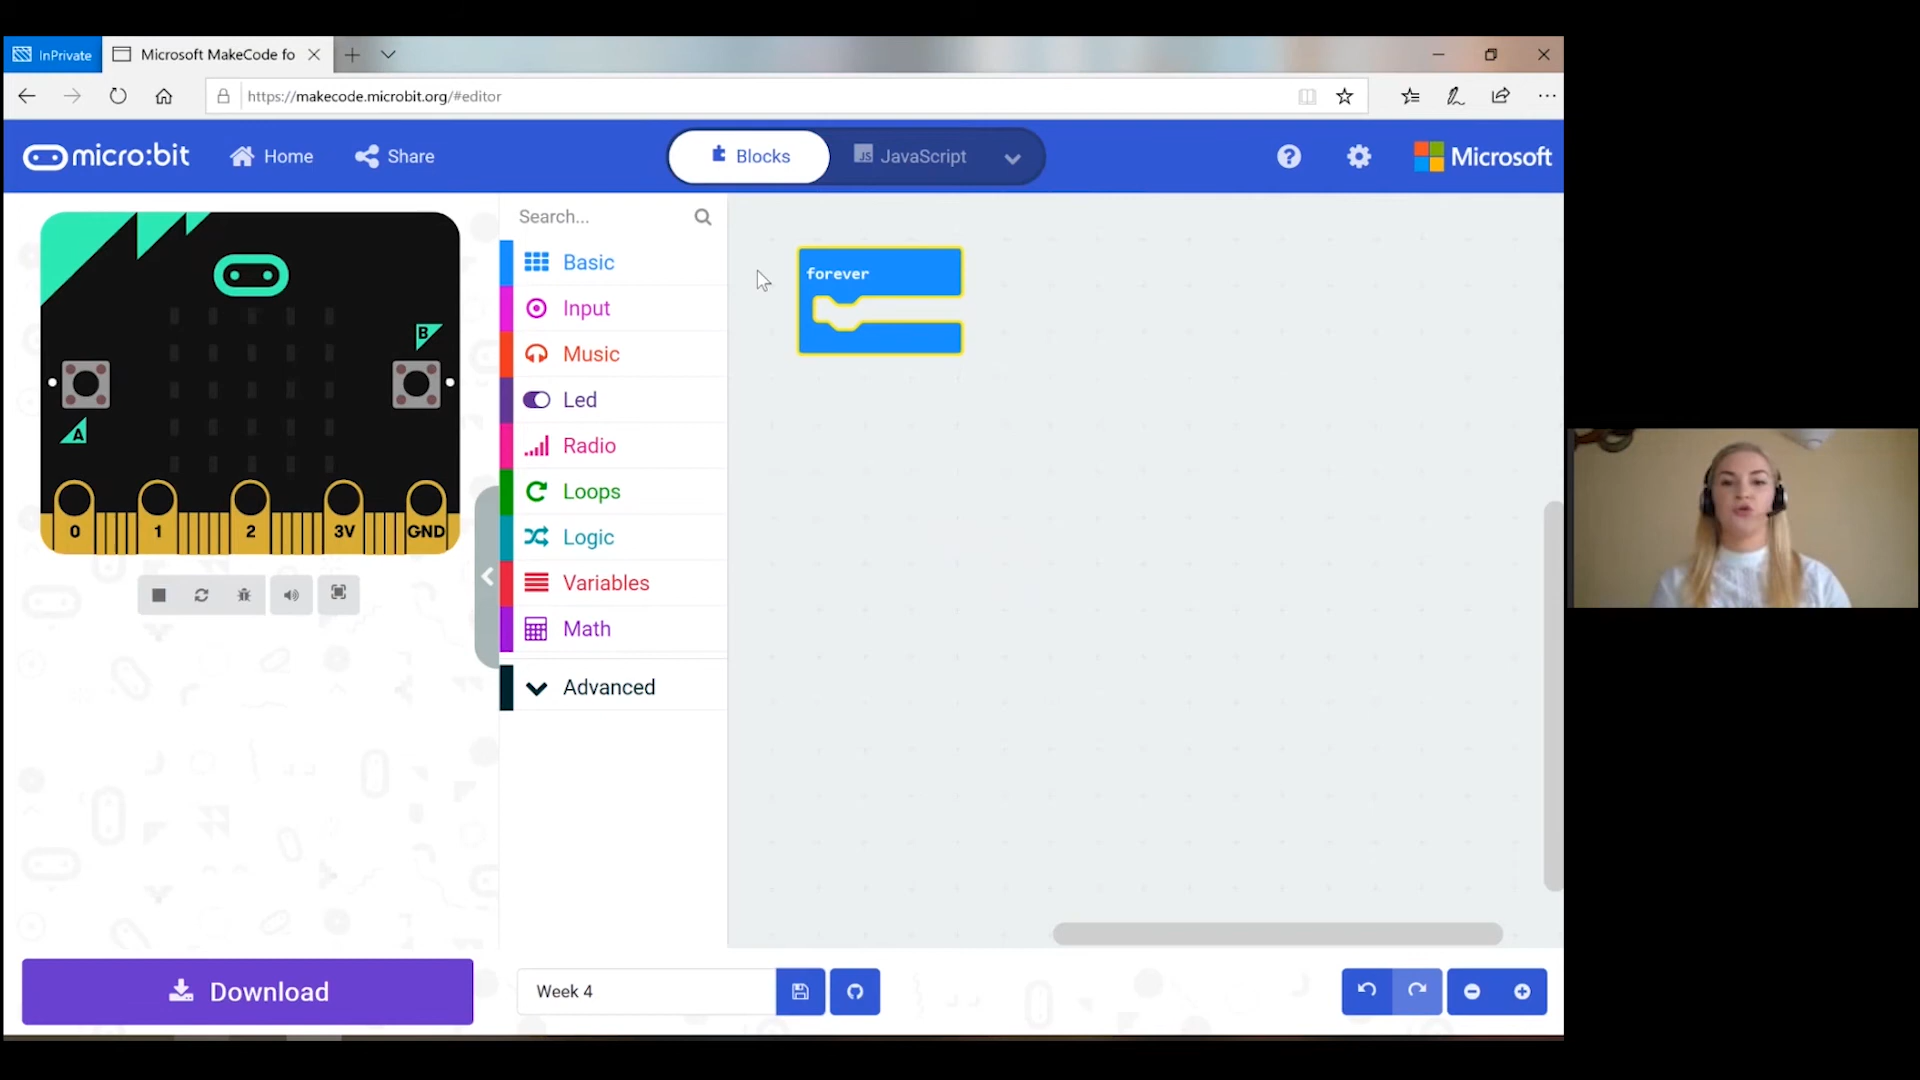 InPrivate
Microsoft MakeCode fo
https://makecode.microbit.org/#editor
micro:bit
Home
Share
Blocks
JS JavaScript
Microsoft
Search...
Basic
Input
Music
Led
Radio
Loops
Logic
Variables
Math
Advanced
forever
B
A
0 1 2 3V GND
Download
Week 4